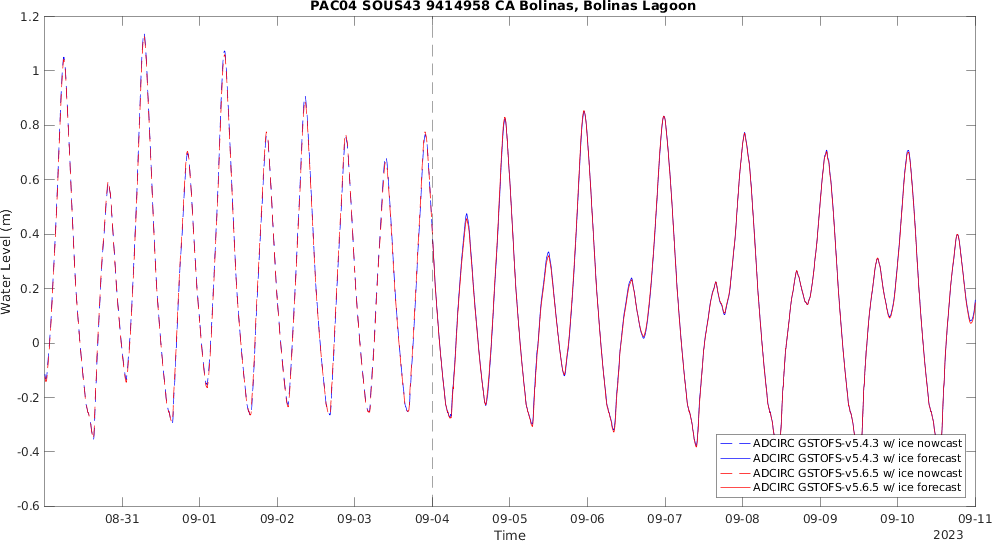 PAC04 SOUS43 9414958 CA Bolinas, Bolinas Lagoon
1.2
1
0.8
0.6
0.4
0.2
0
-0.2
-0.4
-0.6
Water Level (m)
ADCIRC GSTOFS-v5.4.3 w/ ice nowcast
ADCIRC GSTOFS-v5.4.3 w/ ice forecast
ADCIRC GSTOFS-v5.6.5 w/ ice nowcast
ADCIRC GSTOFS-v5.6.5 w/ ice forecast
08-31 09-01 09-02 09-03 09-04 09-05 09-06 09-07 09-08 09-09 09-10 09-11
Time
2023